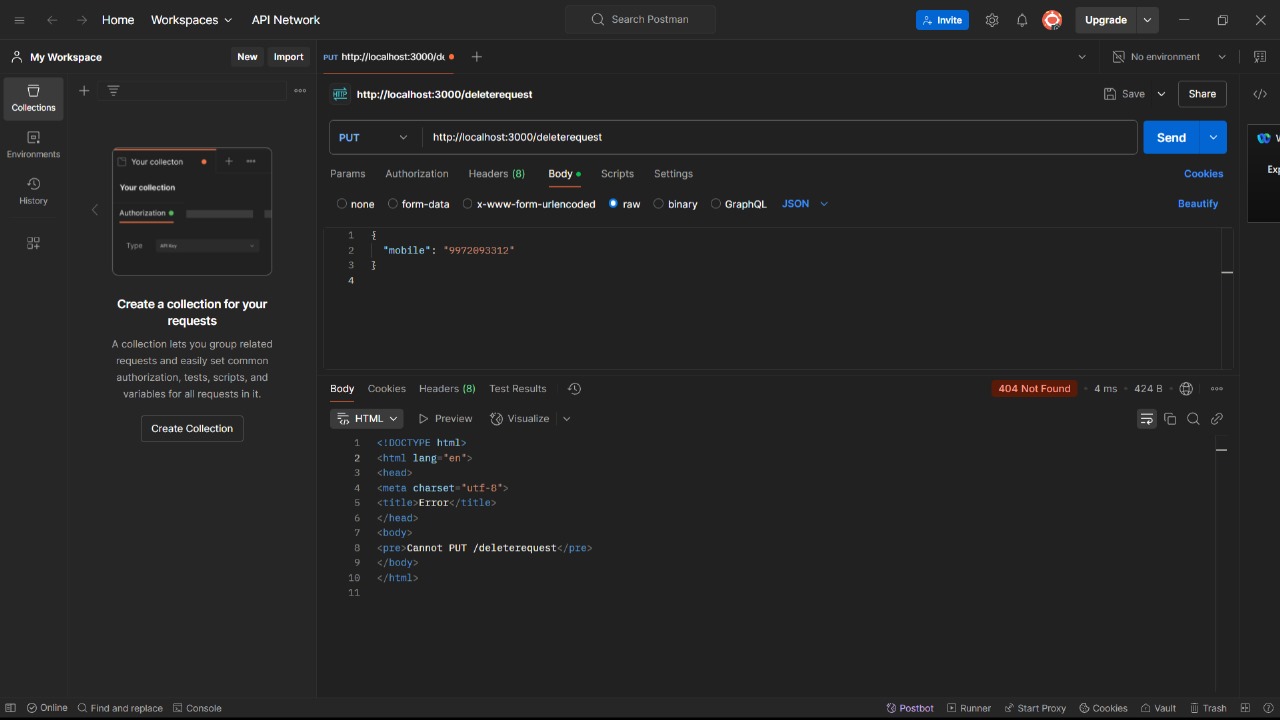 Home Workspaces API Network Search Postman Invite Upgrade
My Workspace New Import PUT http://localhost:3000/de No environment
Collections
Environments
History
Your collecton
Your collection
Authorization
Type API Key
Create a collection for your
requests
A collection lets you group related
requests and easily set common
authorization, tests, scripts, and
variables for all requests in it.
Create Collection
HTTP http://localhost:3000/deleterequest Save Share
PUT http://localhost:3000/deleterequest Send
Params Authorization Headers (8) Body Scripts Settings Cookies
none form-data x-www-form-urlencoded raw binary GraphQL JSON Beautify
1 {
2 "mobile": "9972093312"
3 }
4
Body Cookies Headers (8) Test Results 404 Not Found 4 ms 424 B
HTML Preview Visualize
1 <!DOCTYPE html>
2 <html lang="en">
3 <head>
4 <meta charset="utf-8">
5 <title>Error</title>
6 </head>
7 <body>
8 <pre>Cannot PUT /deleterequest</pre>
9 </body>
10 </html>
11
Online Find and replace Console Postbot Runner Start Proxy Cookies Vault Trash